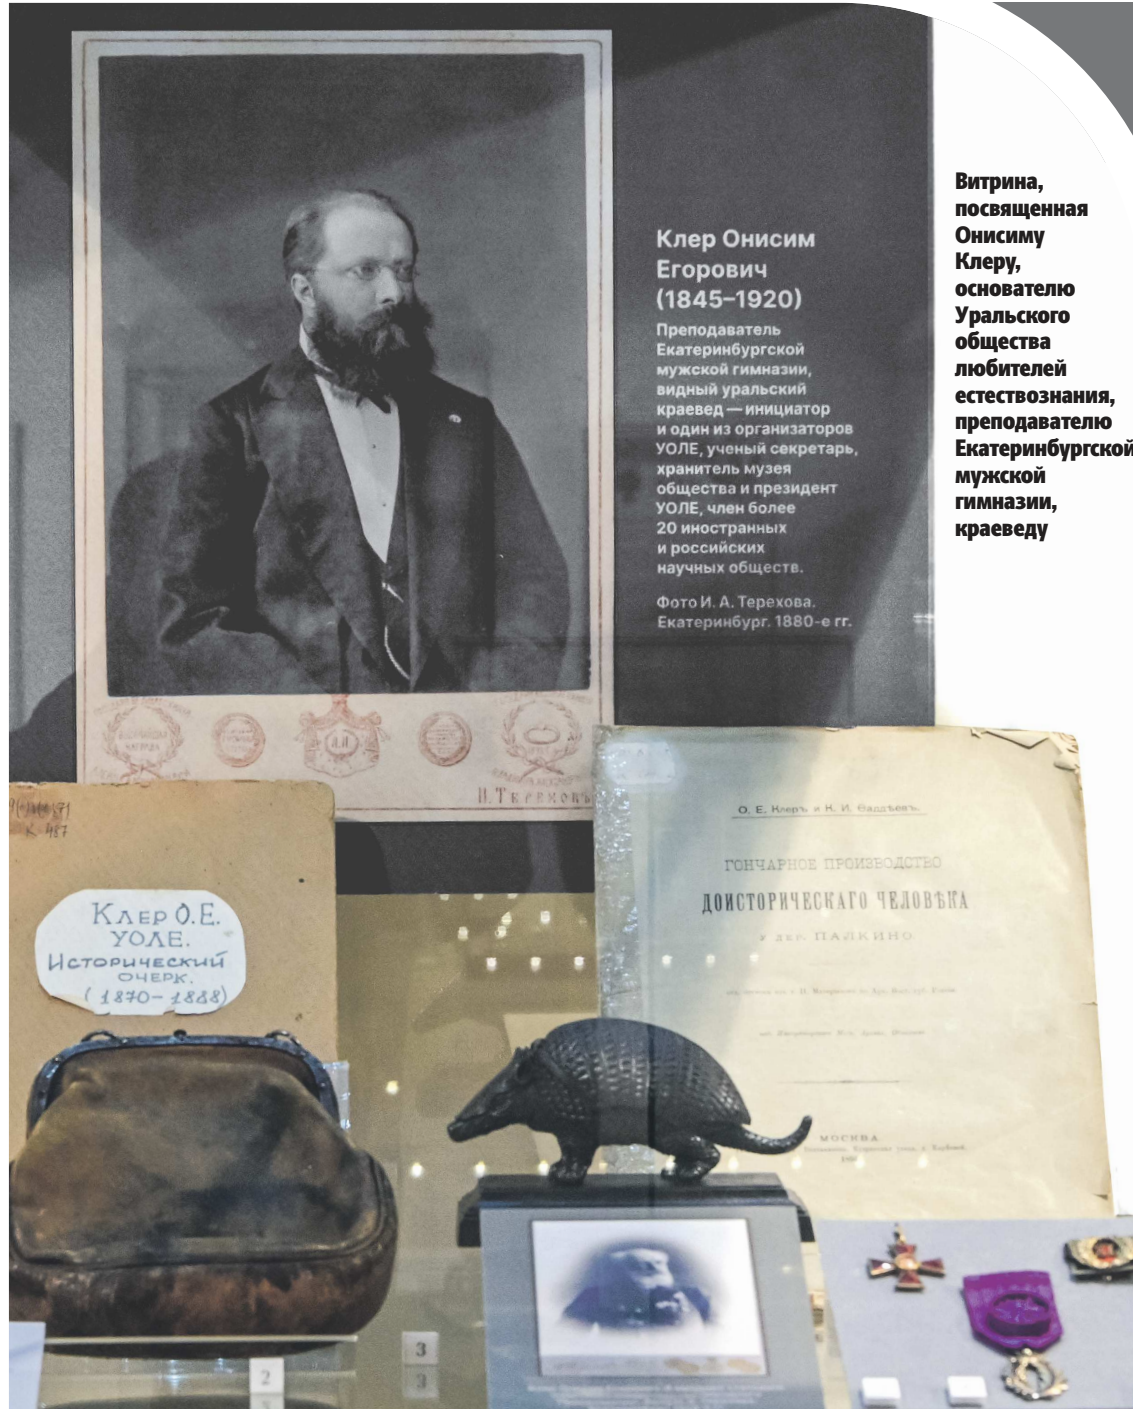 Клер Онисим
Егорович
(1845–1920)
Преподаватель
Екатеринбургской
мужской гимназии,
видный уральский
краевед — инициатор
и один из организаторов
УОЛЕ, ученый секретарь,
хранитель музея
общества и президент
УОЛЕ, член более
20 иностранных
и российских
научных обществ.
Фото И. А. Терехова.
Екатеринбург. 1880-е гг.
Витрина,
посвященная
Онисиму
Клеру,
основателю
Уральского
общества
любителей
естествознания,
преподавателю
Екатеринбургской
мужской
гимназии,
краеведу
И. Тереховъ
К 487
Клер О.Е.
УОЛЕ.
Исторический
очерк.
(1870–1888)
О. Е. Клеръ и К. И. Ѳаддѣевъ.
ГОНЧАРНОЕ ПРОИЗВОДСТВО
ДОИСТОРИЧЕСКАГО ЧЕЛОВѢКА
У ДЕР. ПАЛКИНО
МОСКВА
3
2